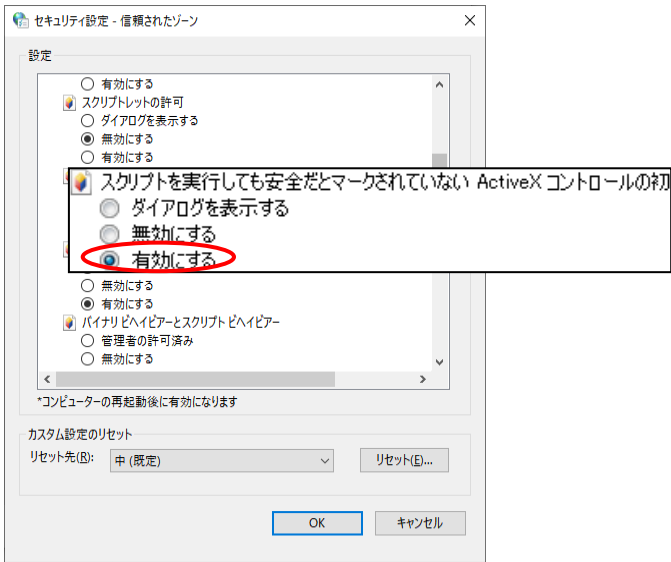 セキュリティ設定 - 信頼されたゾーン
設定
有効にする
スクリプトレットの許可
ダイアログを表示する
無効にする
有効にする
スクリプトを実行しても安全だとマークされていない ActiveX コントロールの初
ダイアログを表示する
無効にする
有効にする
無効にする
有効にする
バイナリ ビヘイビアーとスクリプト ビヘイビアー
管理者の許可済み
無効にする
*コンピューターの再起動後に有効になります
カスタム設定のリセット
リセット先(R):
中 (既定)
リセット(E)...
OK
キャンセル